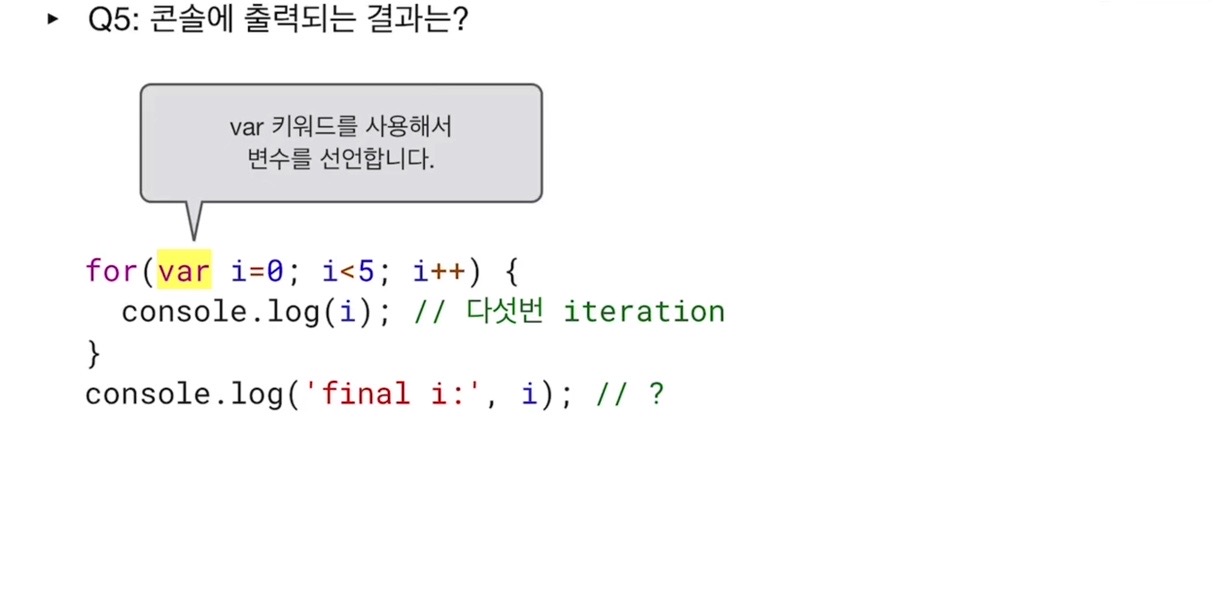 ▸ Q5: 콘솔에 출력되는 결과는?
var 키워드를 사용해서
변수를 선언합니다.
for(var i=0; i<5; i++) {
  console.log(i); // 다섯번 iteration
}
console.log('final i:', i); // ?